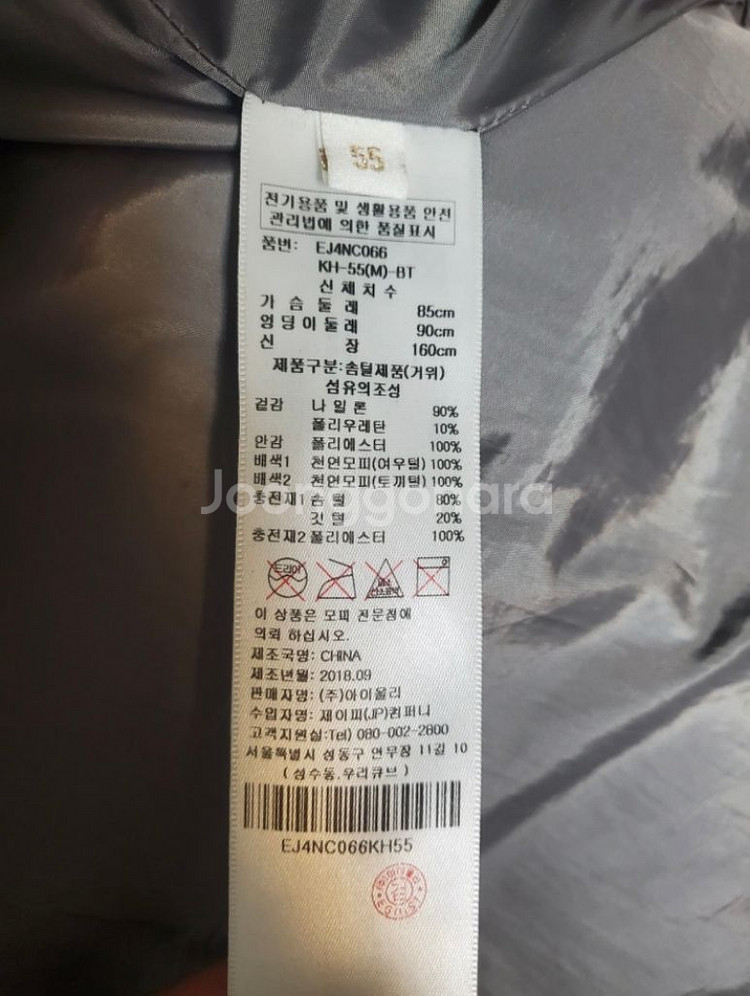 55
전기용품 및 생활용품 안전
관리법에 의한 품질표시
품번: EJ4NC066
KH-55(M)-BT
신체치수
가슴둘레 85cm
엉덩이둘레 90cm
신 장 160cm
제품구분:솜털제품(거위)
섬유의조성
겉감 나일론 90%
폴리우레탄 10%
안감 폴리에스터 100%
배색1 천연모피(여우털) 100%
배색2 천연모피(토끼털) 100%
Joonggonara
충전재1 솜털 80%
깃털 20%
충전재2 폴리에스터 100%
드라이
이 상품은 모피 전문점에
의뢰 하십시오.
제조국명: CHINA
제조년월: 2018.09
판매자명: (주)아이올리
수입자명: 제이피(JP)컴퍼니
고객지원실:Tel) 080-002-2800
서울특별시 성동구 연무장 11길 10
(성수동,우리큐브)
EJ4NC066KH55
EGOIST